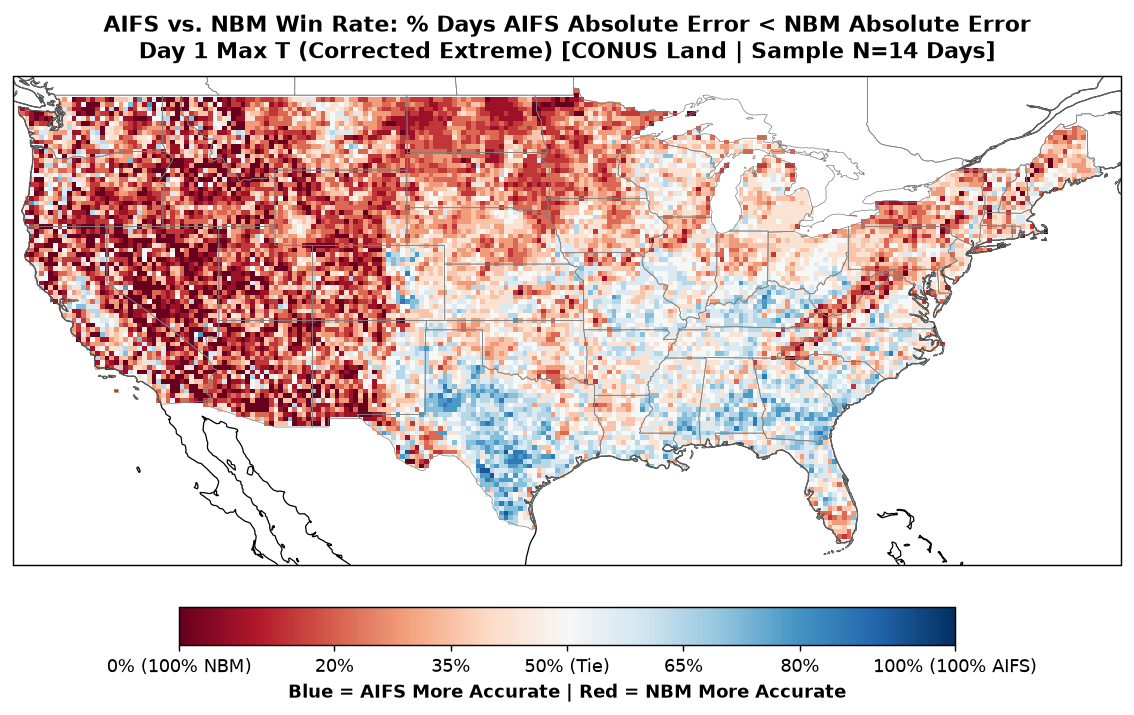 AIFS vs. NBM Win Rate: % Days AIFS Absolute Error < NBM Absolute Error
Day 1 Max T (Corrected Extreme) [CONUS Land | Sample N=14 Days]
0% (100% NBM) 20% 35% 50% (Tie) 65% 80% 100% (100% AIFS)
Blue = AIFS More Accurate | Red = NBM More Accurate